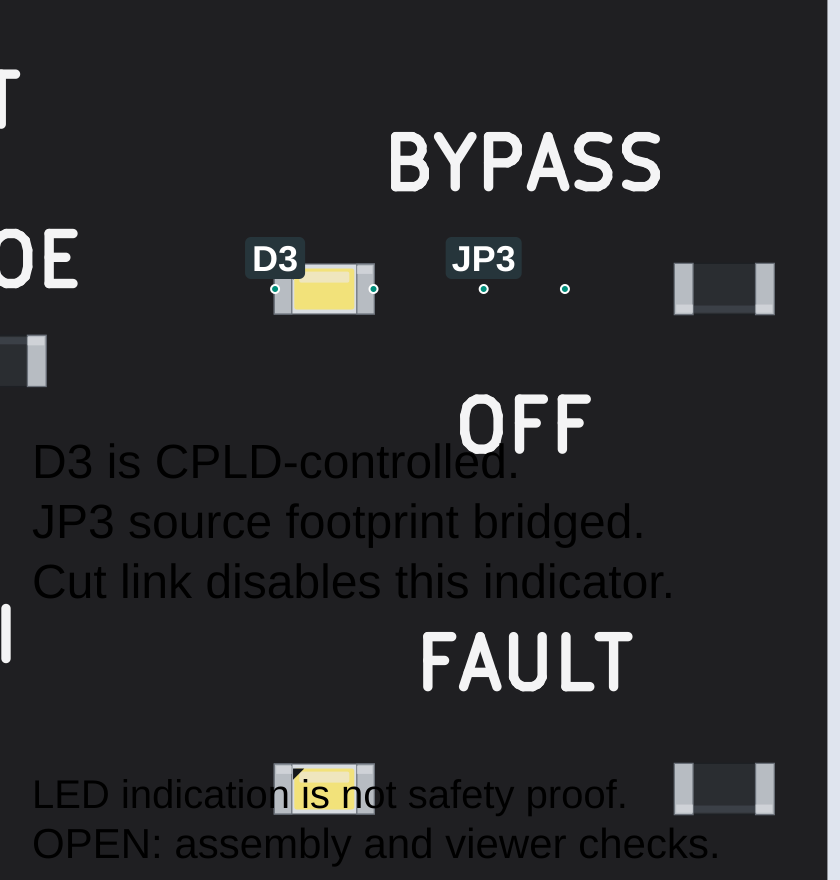 T
BYPASS
OE
D3 JP3
OFF
D3 is CPLD-controlled.
JP3 source footprint bridged.
Cut link disables this indicator.
I
FAULT
LED indication is not safety proof.
OPEN: assembly and viewer checks.